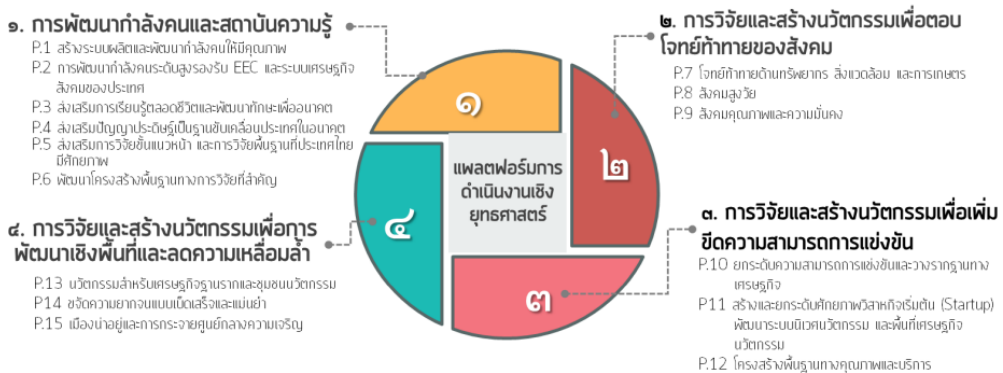 ๑. การพัฒนากำลังคนและสถาบันความรู้
P.1 สร้างระบบผลิตและพัฒนากำลังคนให้มีคุณภาพ
P.2 การพัฒนากำลังคนระดับสูงรองรับ EEC และระบบเศรษฐกิจ
สังคมของประเทศ
P.3 ส่งเสริมการเรียนรู้ตลอดชีวิตและพัฒนาทักษะเพื่ออนาคต
P.4 ส่งเสริมปัญญาประดิษฐ์เป็นฐานขับเคลื่อนประเทศในอนาคต
P.5 ส่งเสริมการวิจัยขั้นแนวหน้า และการวิจัยพื้นฐานที่ประเทศไทย
มีศักยภาพ
P.6 พัฒนาโครงสร้างพื้นฐานทางการวิจัยที่สำคัญ
๒. การวิจัยและสร้างนวัตกรรมเพื่อตอบ
โจทย์ท้าทายของสังคม
P.7 โจทย์ท้าทายด้านทรัพยากร สิ่งแวดล้อม และการเกษตร
P.8 สังคมสูงวัย
P.9 สังคมคุณภาพและความมั่นคง
๑
๒
๓
๔
แพลตฟอร์มการ
ดำเนินงานเชิง
ยุทธศาสตร์
๓. การวิจัยและสร้างนวัตกรรมเพื่อเพิ่ม
ขีดความสามารถการแข่งขัน
P.10 ยกระดับความสามารถการแข่งขันและวางรากฐานทาง
เศรษฐกิจ
P.11 สร้างและยกระดับศักยภาพวิสาหกิจเริ่มต้น (Startup)
พัฒนาระบบนิเวศนวัตกรรม และพื้นที่เศรษฐกิจ
นวัตกรรม
P.12 โครงสร้างพื้นฐานทางคุณภาพและบริการ
๔. การวิจัยและสร้างนวัตกรรมเพื่อการ
พัฒนาเชิงพื้นที่และลดความเหลื่อมล้ำ
P.13 นวัตกรรมสำหรับเศรษฐกิจฐานรากและชุมชนนวัตกรรม
P14 ขจัดความยากจนแบบเบ็ดเสร็จและแม่นยำ
P.15 เมืองน่าอยู่และการกระจายศูนย์กลางความเจริญ